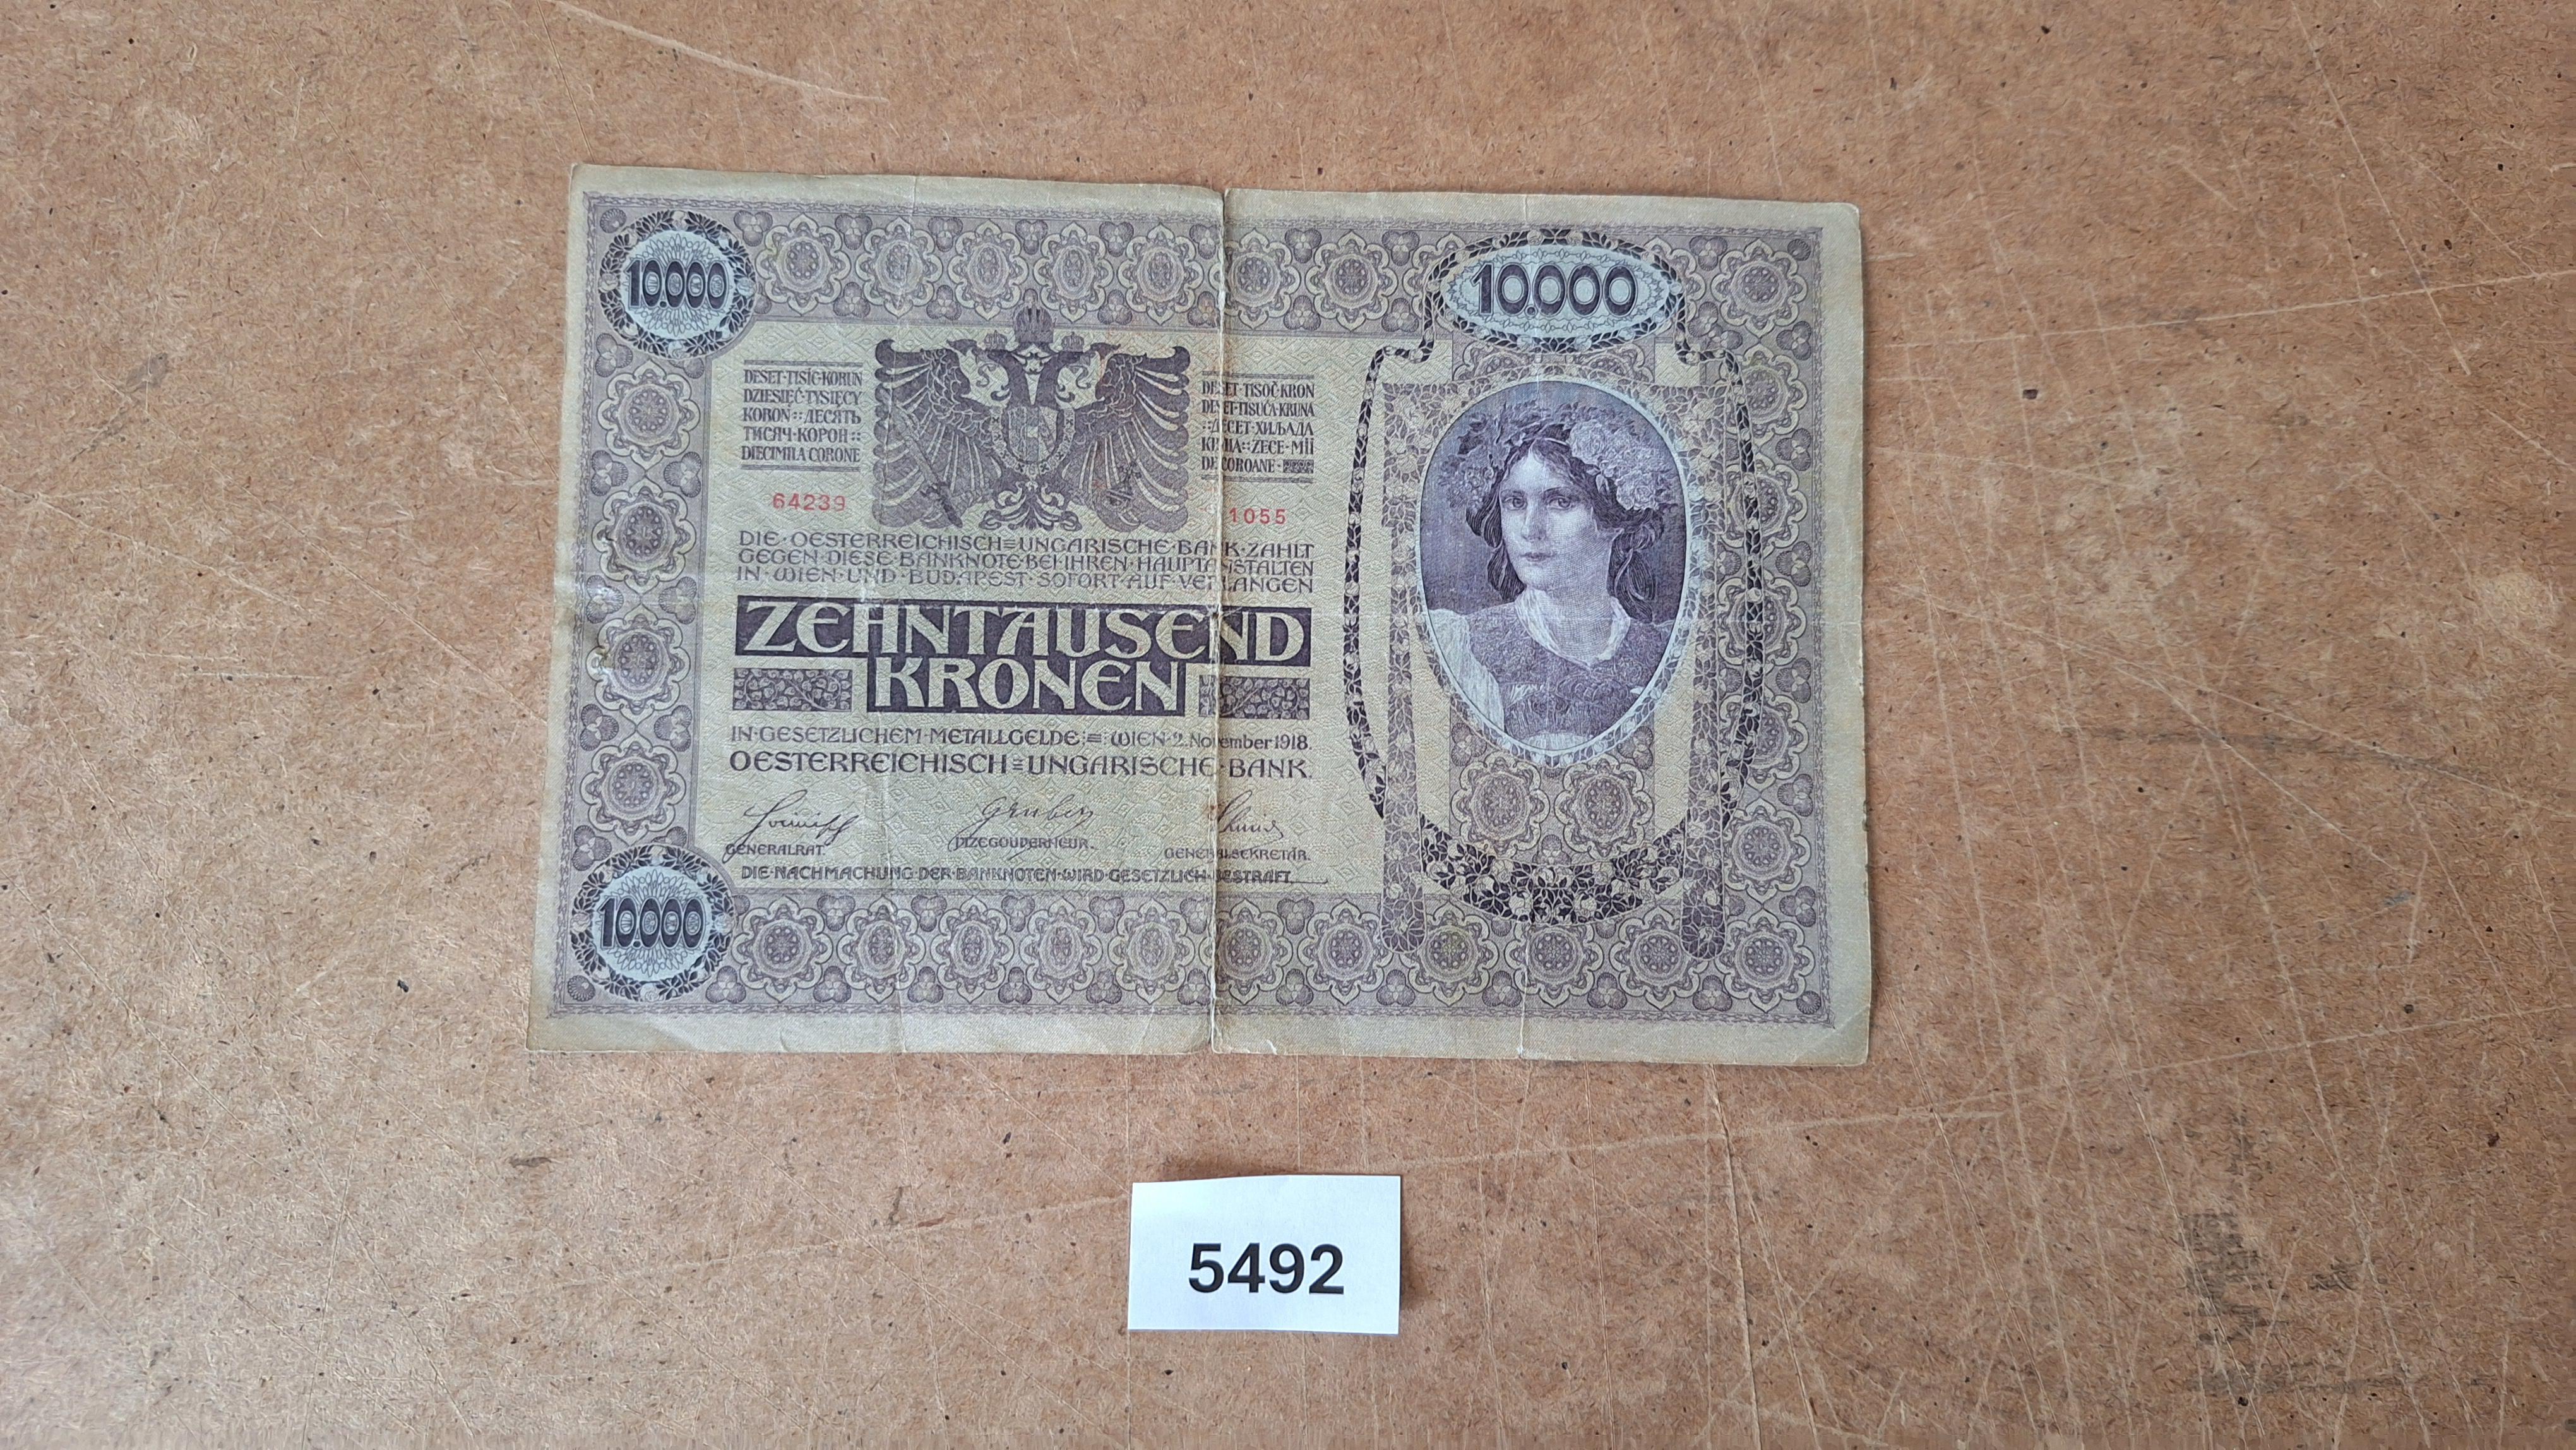 10.000
10.000
DESET·TISÍC·KORUN
DZIESIĘĆ·TYSIĘCY
KORON::ДЕСЯТЬ
ТИСЯЧ·КОРОН::
DIECIMILA CORONE
DESET·TISOČ·KRON
DESET·TISUĆA·KRUNA
::ДЕСЕТ·ХИЉАДА
КРУНА::ZECE·MII
DE COROANE·
64239
1055
DIE·OESTERREICHISCH=UNGARISCHE·BANK·ZAHLT
GEGEN·DIESE·BANKNOTE·BEI·IHREN·HAUPTANSTALTEN
IN·WIEN·UND·BUDAPEST·SOFORT·AUF·VERLANGEN
ZEHNTAUSEND
KRONEN
IN·GESETZLICHEM·METALLGELDE:=:WIEN·2.November 1918.
OESTERREICHISCH=UNGARISCHE·BANK.
Gruber
GENERALRAT.
VIZEGOUVERNEUR.
GENERALSEKRETÄR.
DIE·NACHMACHUNG·DER·BANKNOTEN·WIRD·GESETZLICH·BESTRAFT.
10.000
5492